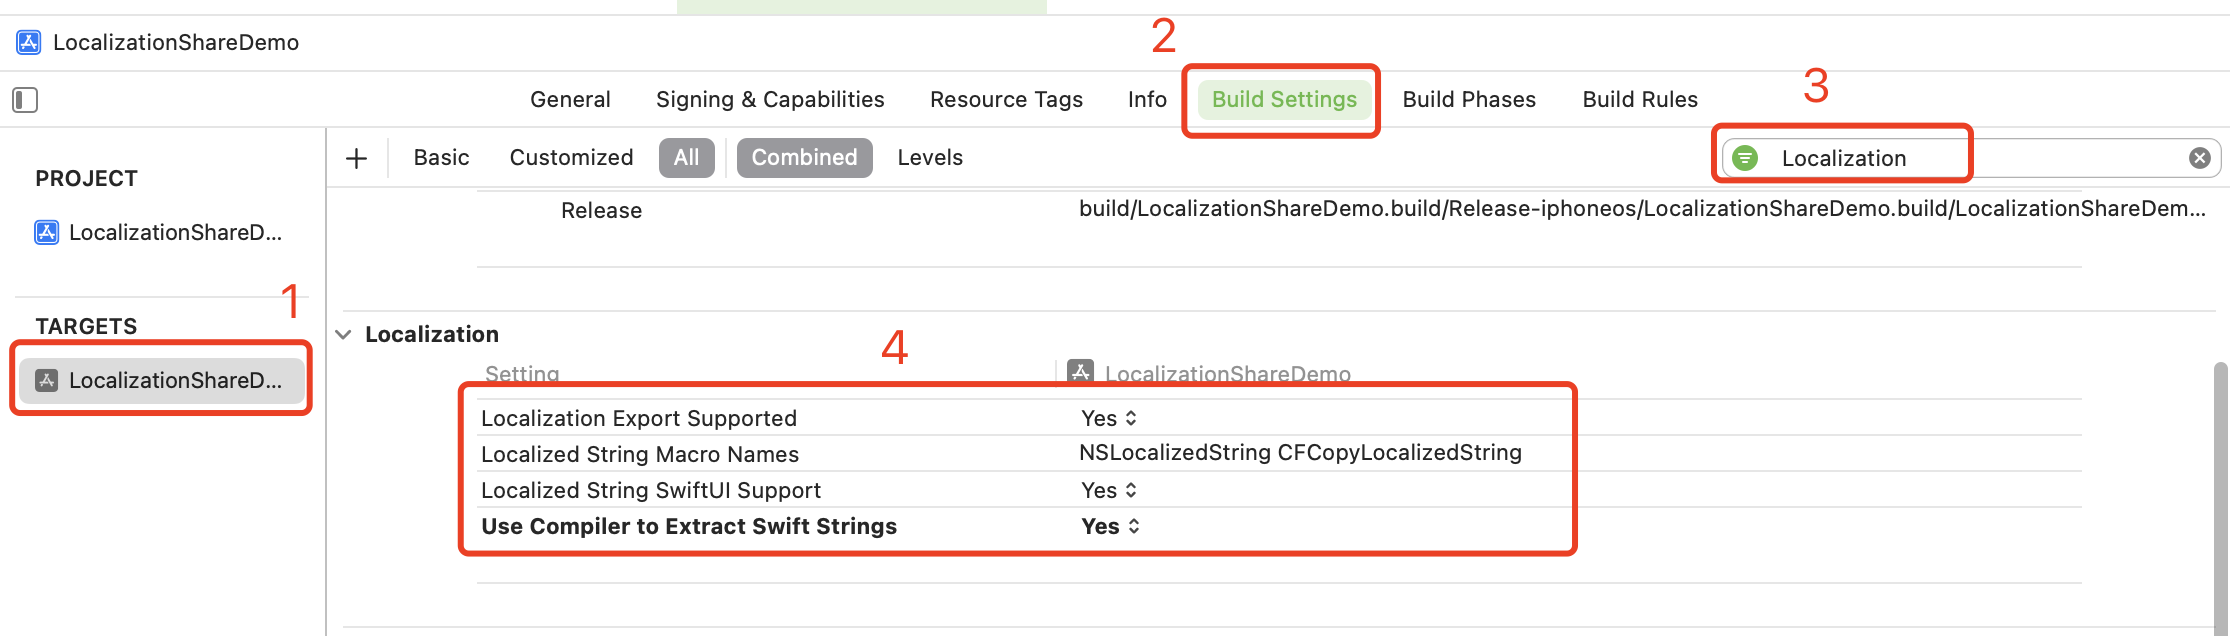 LocalizationShareDemo
2
General Signing & Capabilities Resource Tags Info Build Settings Build Phases Build Rules
3
Basic Customized All Combined Levels
Localization
PROJECT
LocalizationShareD...
Release build/LocalizationShareDemo.build/Release-iphoneos/LocalizationShareDemo.build/LocalizationShareDem...
1
TARGETS
LocalizationShareD...
Localization
4
Setting LocalizationShareDemo
Localization Export Supported Yes
Localized String Macro Names NSLocalizedString CFCopyLocalizedString
Localized String SwiftUI Support Yes
Use Compiler to Extract Swift Strings Yes